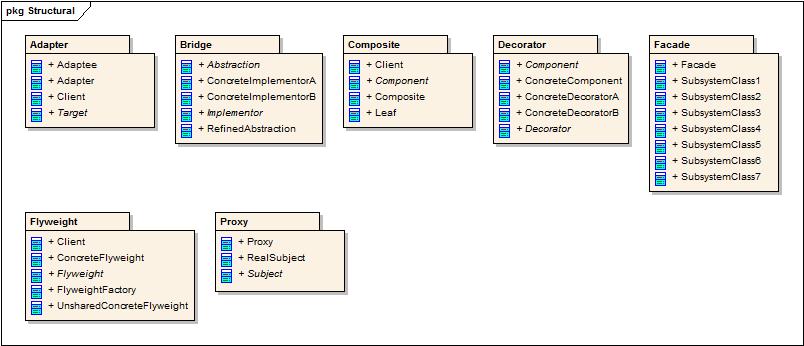 pkg Structural
Adapter
+ Adaptee
+ Adapter
+ Client
+ Target
Bridge
+ Abstraction
+ ConcreteImplementorA
+ ConcreteImplementorB
+ Implementor
+ RefinedAbstraction
Composite
+ Client
+ Component
+ Composite
+ Leaf
Decorator
+ Component
+ ConcreteComponent
+ ConcreteDecoratorA
+ ConcreteDecoratorB
+ Decorator
Facade
+ Facade
+ SubsystemClass1
+ SubsystemClass2
+ SubsystemClass3
+ SubsystemClass4
+ SubsystemClass5
+ SubsystemClass6
+ SubsystemClass7
Flyweight
+ Client
+ ConcreteFlyweight
+ Flyweight
+ FlyweightFactory
+ UnsharedConcreteFlyweight
Proxy
+ Proxy
+ RealSubject
+ Subject